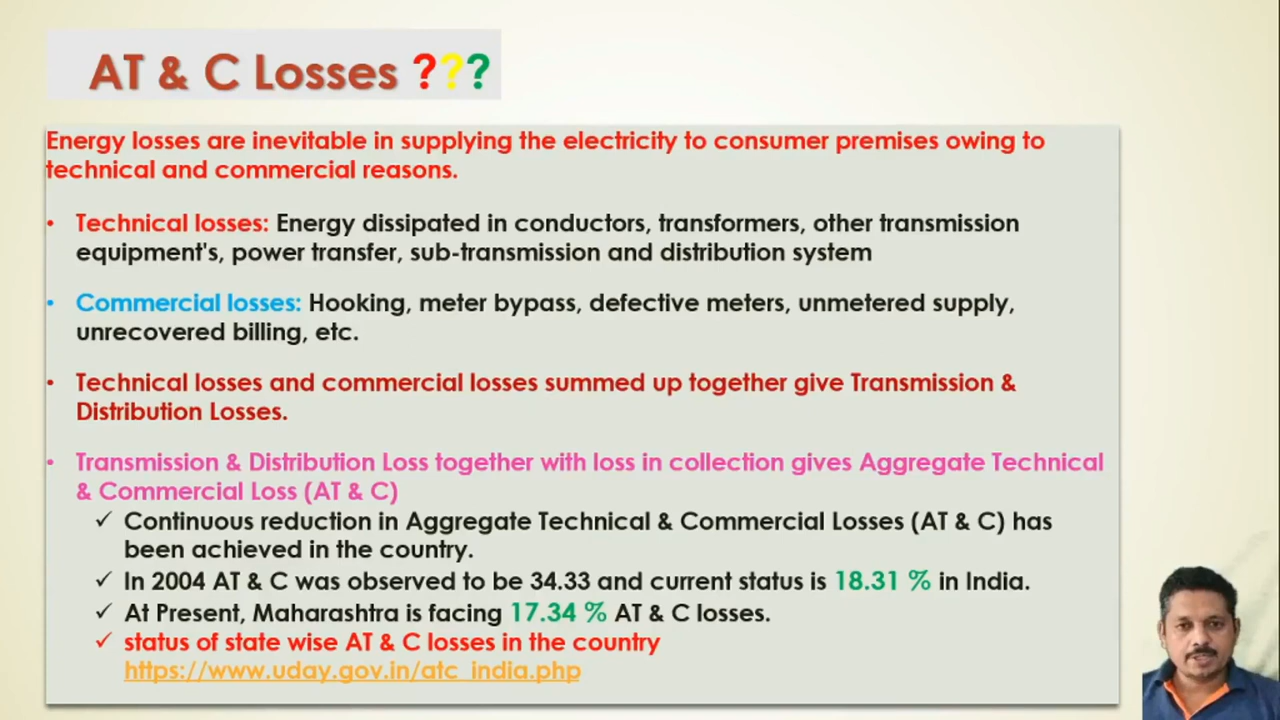 AT & C Losses ???
Energy losses are inevitable in supplying the electricity to consumer premises owing to
technical and commercial reasons.
• Technical losses: Energy dissipated in conductors, transformers, other transmission
equipment's, power transfer, sub-transmission and distribution system
• Commercial losses: Hooking, meter bypass, defective meters, unmetered supply,
unrecovered billing, etc.
• Technical losses and commercial losses summed up together give Transmission &
Distribution Losses.
• Transmission & Distribution Loss together with loss in collection gives Aggregate Technical
& Commercial Loss (AT & C)
✓ Continuous reduction in Aggregate Technical & Commercial Losses (AT & C) has
been achieved in the country.
✓ In 2004 AT & C was observed to be 34.33 and current status is 18.31 % in India.
✓ At Present, Maharashtra is facing 17.34 % AT & C losses.
✓ status of state wise AT & C losses in the country
https://www.uday.gov.in/atc_india.php